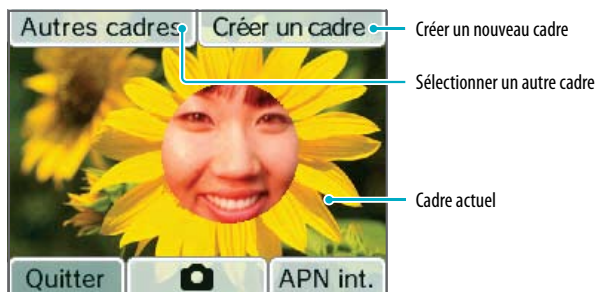 Autres cadres
Créer un cadre
Créer un nouveau cadre
Sélectionner un autre cadre
Cadre actuel
Quitter
APN int.